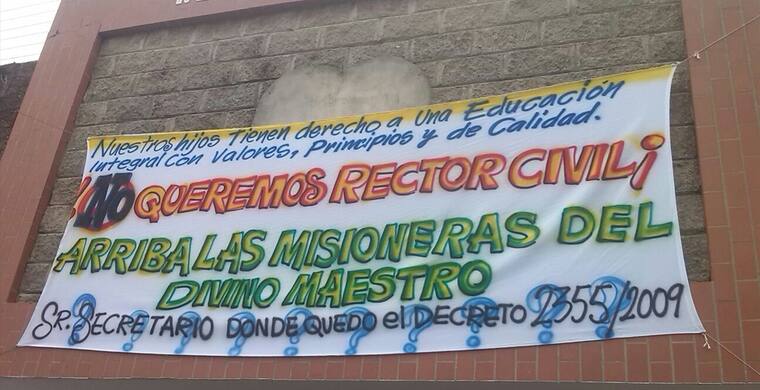 Nuestros hijos Tienen derecho a una Educación
Integral con Valores, Principios y de Calidad.
¡NO QUEREMOS RECTOR CIVIL¡
ARRIBA LAS MISIONERAS DEL
DIVINO MAESTRO
SR. SECRETARIO DONDE QUEDO el DECRETO 2355/2009